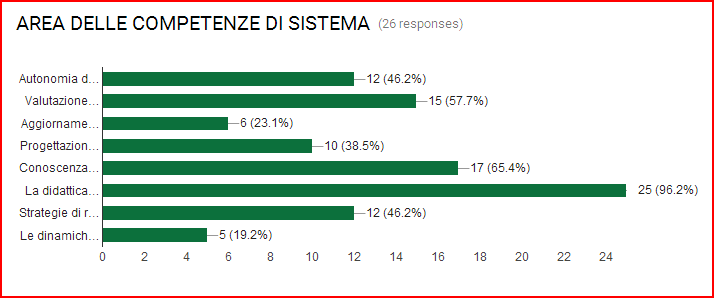 AREA DELLE COMPETENZE DI SISTEMA (26 responses)
Autonomia d... 12 (46.2%)
Valutazione... 15 (57.7%)
Aggiorname... 6 (23.1%)
Progettazion... 10 (38.5%)
Conoscenza... 17 (65.4%)
La didattica... 25 (96.2%)
Strategie di r... 12 (46.2%)
Le dinamich... 5 (19.2%)
0 2 4 6 8 10 12 14 16 18 20 22 24